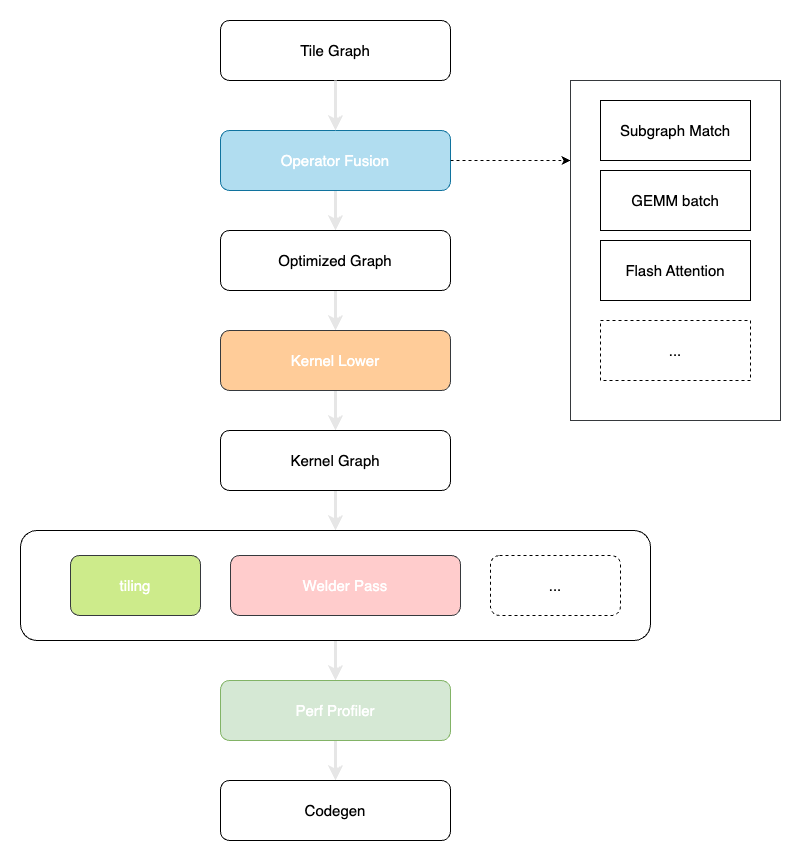 Tile Graph
Operator Fusion
Subgraph Match
GEMM batch
Flash Attention
...
Optimized Graph
Kernel Lower
Kernel Graph
tiling
Welder Pass
...
Perf Profiler
Codegen